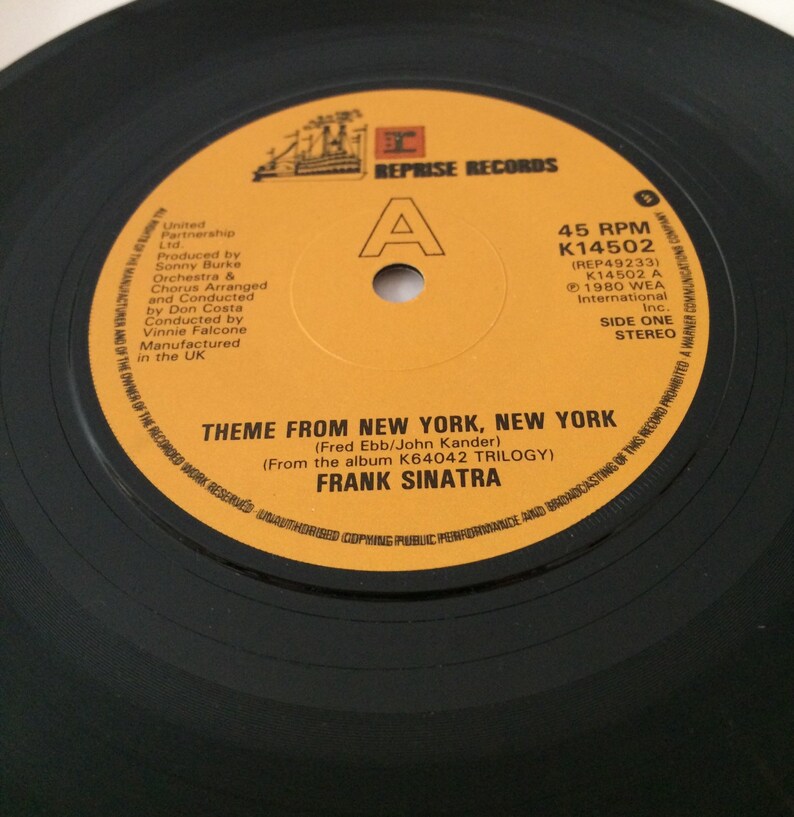 REPRISE RECORDS
A
United
Partnership
Ltd.
Produced by
Sonny Burke
Orchestra &
Chorus Arranged
and Conducted
by Don Costa
Conducted by
Vinnie Falcone
Manufactured
in the UK
45 RPM
K14502
(REP49233)
K14502 A
℗ 1980 WEA
International
Inc.
SIDE ONE
STEREO
THEME FROM NEW YORK, NEW YORK
(Fred Ebb/John Kander)
(From the album K64042 TRILOGY)
FRANK SINATRA
ALL RIGHTS OF THE MANUFACTURER AND OF THE OWNER OF THE RECORDED WORK RESERVED · UNAUTHORISED COPYING PUBLIC PERFORMANCE AND BROADCASTING OF THIS RECORD PROHIBITED A WARNER COMMUNICATIONS COMPANY